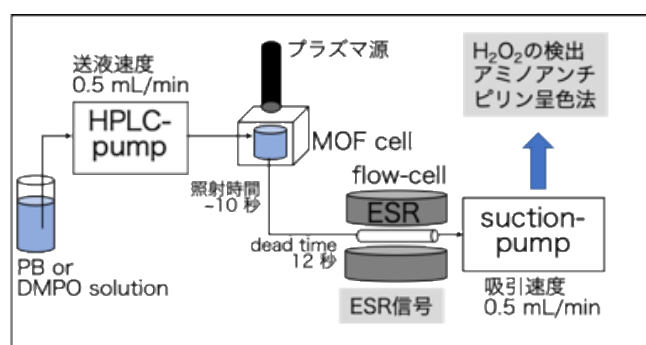 プラズマ源
送液速度
0.5 mL/min
HPLC-
pump
MOF cell
照射時間
~10 秒
PB or
DMPO solution
dead time
12 秒
flow-cell
ESR
ESR信号
suction-
pump
吸引速度
0.5 mL/min
H₂O₂の検出
アミノアンチ
ピリン呈色法